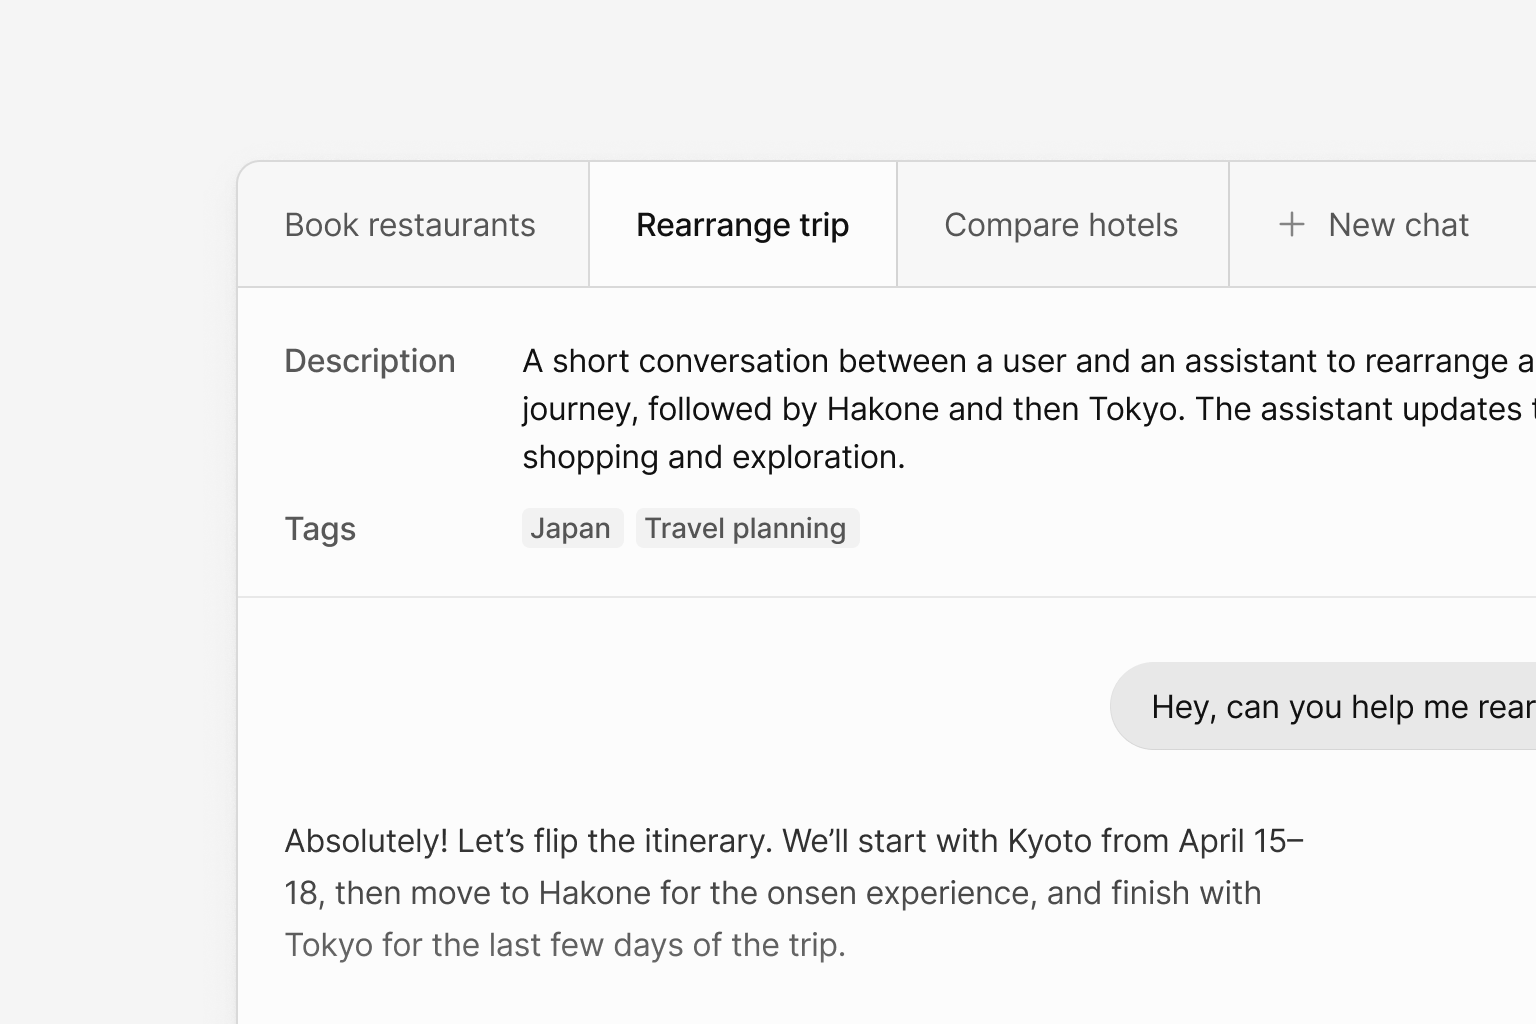 Book restaurants
Rearrange trip
Compare hotels
+ New chat
Description
A short conversation between a user and an assistant to rearrange a
journey, followed by Hakone and then Tokyo. The assistant updates
shopping and exploration.
Tags
Japan
Travel planning
Hey, can you help me rear
Absolutely! Let’s flip the itinerary. We’ll start with Kyoto from April 15–
18, then move to Hakone for the onsen experience, and finish with
Tokyo for the last few days of the trip.